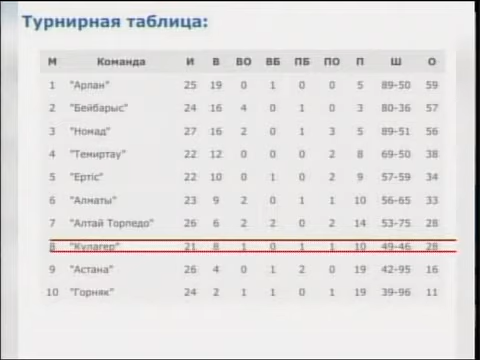 Турнирная таблица:
М Команда И В ВО ВБ ПБ ПО П Ш О
1 "Арлан" 25 19 0 1 0 0 5 89-50 59
2 "Бейбарыс" 24 16 4 0 1 0 3 80-36 57
3 "Номад" 27 16 2 0 1 3 5 89-51 56
4 "Темиртау" 22 12 0 0 0 2 8 69-50 38
5 "Ертіс" 22 10 0 1 0 2 9 57-59 34
6 "Алматы" 23 9 2 0 1 1 10 56-65 33
7 "Алтай Торпедо" 26 6 2 2 0 2 14 53-75 28
8 "Кулагер" 21 8 1 0 1 1 10 49-46 28
9 "Астана" 26 4 0 1 2 0 19 42-95 16
10 "Горняк" 24 2 1 1 0 1 19 39-96 11